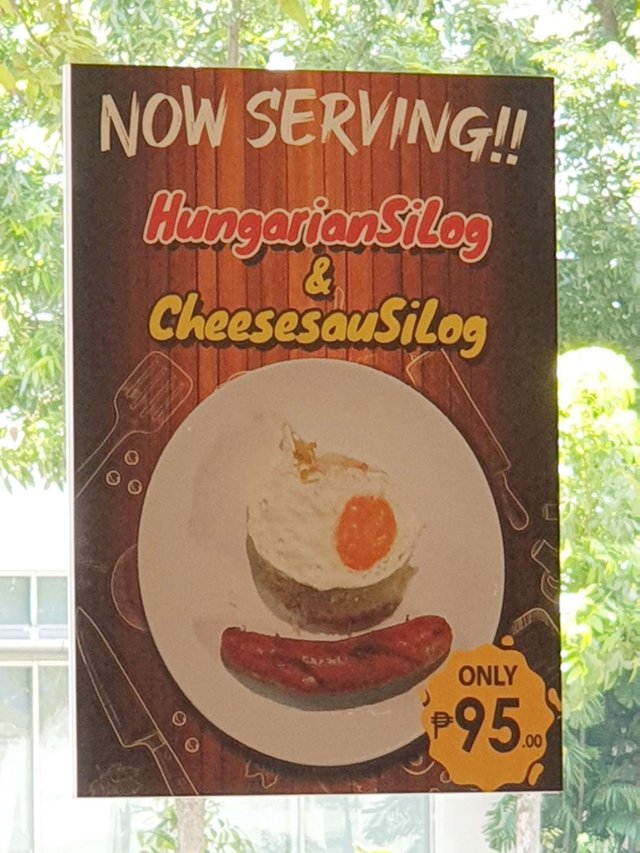 NOW SERVING!!
HungarianSiLog
&
CheesesauSiLog
ONLY
₱95.00